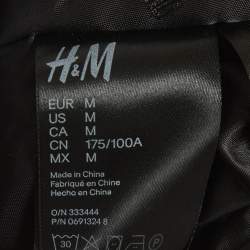 H&M
EUR M
US M
CA M
CN 175/100A
MX M
Made in China
Fabriqué en Chine
Hecho en China
O/N 333444
P/N 0691324 8
30